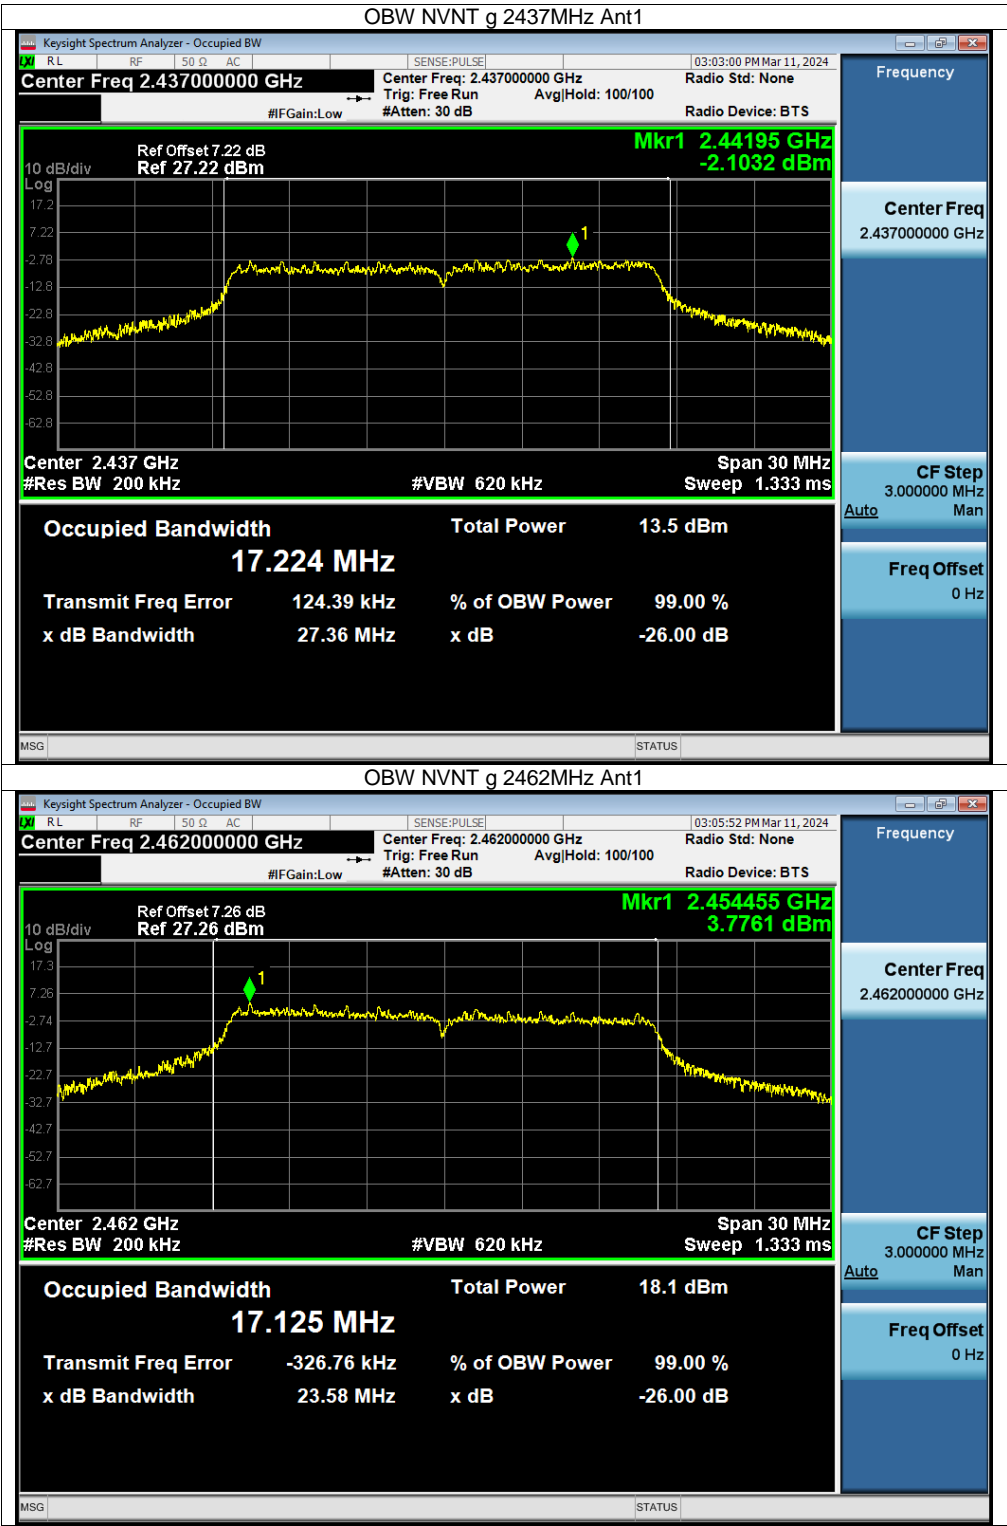 OBW NVNT g 2437MHz Ant1
Keysight Spectrum Analyzer - Occupied BW
LXI RL RF 50 Ω AC SENSE:PULSE 03:03:00 PM Mar 11, 2024
Center Freq 2.437000000 GHz
Center Freq: 2.437000000 GHz Radio Std: None
Trig: Free Run Avg|Hold: 100/100
#IFGain:Low #Atten: 30 dB Radio Device: BTS
Frequency
Mkr1 2.44195 GHz
-2.1032 dBm
Ref Offset 7.22 dB
10 dB/div Ref 27.22 dBm
Log
17.2
7.22
-2.78
-12.8
-22.8
-32.8
-42.8
-52.8
-62.8
1
Center 2.437 GHz Span 30 MHz
#Res BW 200 kHz #VBW 620 kHz Sweep 1.333 ms
Center Freq
2.437000000 GHz
CF Step
3.000000 MHz
Auto Man
Freq Offset
0 Hz
Occupied Bandwidth Total Power 13.5 dBm
17.224 MHz
Transmit Freq Error 124.39 kHz % of OBW Power 99.00 %
x dB Bandwidth 27.36 MHz x dB -26.00 dB
MSG STATUS
OBW NVNT g 2462MHz Ant1
Keysight Spectrum Analyzer - Occupied BW
LXI RL RF 50 Ω AC SENSE:PULSE 03:05:52 PM Mar 11, 2024
Center Freq 2.462000000 GHz
Center Freq: 2.462000000 GHz Radio Std: None
Trig: Free Run Avg|Hold: 100/100
#IFGain:Low #Atten: 30 dB Radio Device: BTS
Frequency
Mkr1 2.454455 GHz
3.7761 dBm
Ref Offset 7.26 dB
10 dB/div Ref 27.26 dBm
Log
17.3
7.26
-2.74
-12.7
-22.7
-32.7
-42.7
-52.7
-62.7
1
Center 2.462 GHz Span 30 MHz
#Res BW 200 kHz #VBW 620 kHz Sweep 1.333 ms
Center Freq
2.462000000 GHz
CF Step
3.000000 MHz
Auto Man
Freq Offset
0 Hz
Occupied Bandwidth Total Power 18.1 dBm
17.125 MHz
Transmit Freq Error -326.76 kHz % of OBW Power 99.00 %
x dB Bandwidth 23.58 MHz x dB -26.00 dB
MSG STATUS